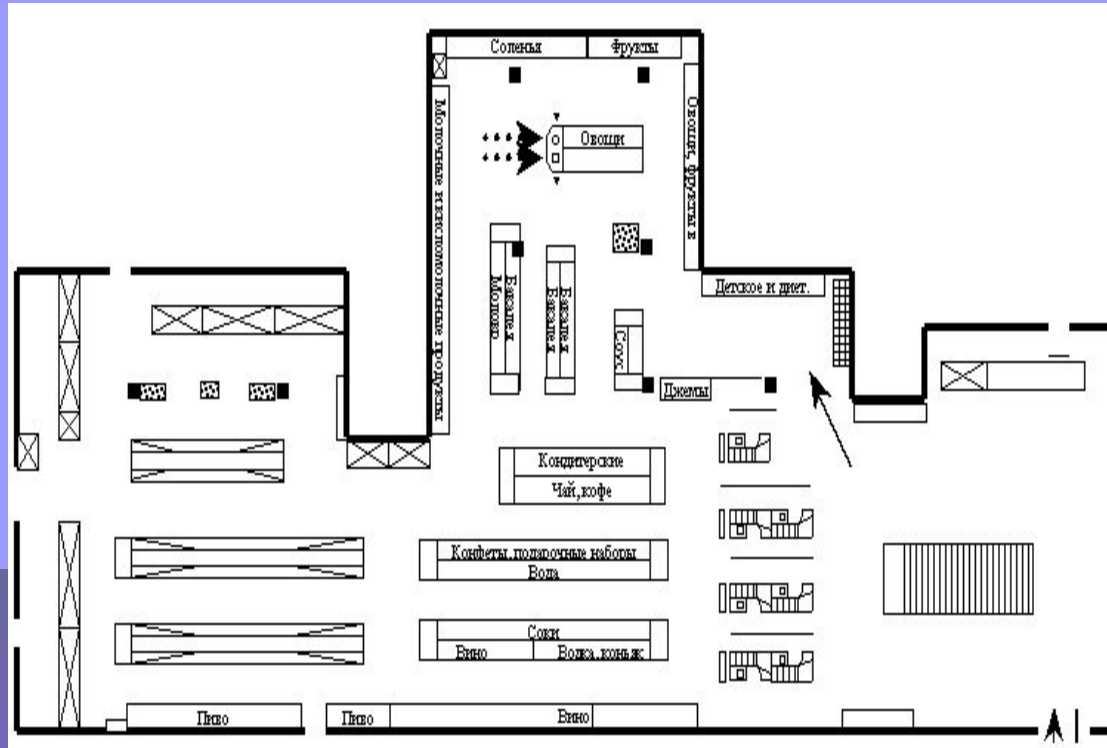 Соленья
Фрукты
Молочные и кисломолочные продукты
Овощи, фрукты в
Овощи
Бакалея
Молоко
Бакалея
Бакалея
Соус
Детское и диет.
Джемы
Кондитерские
Чай, кофе
Конфеты, подарочные наборы
Вода
Соки
Вино
Водка, коньяк
Пиво
Пиво
Вино